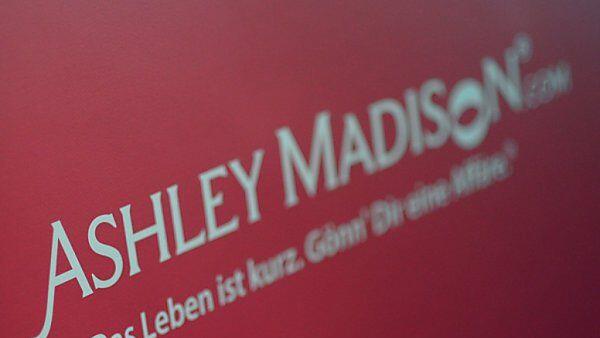 ASHLEY MADISON®.COM
Das Leben ist kurz. Gönn' Dir eine Affäre.®